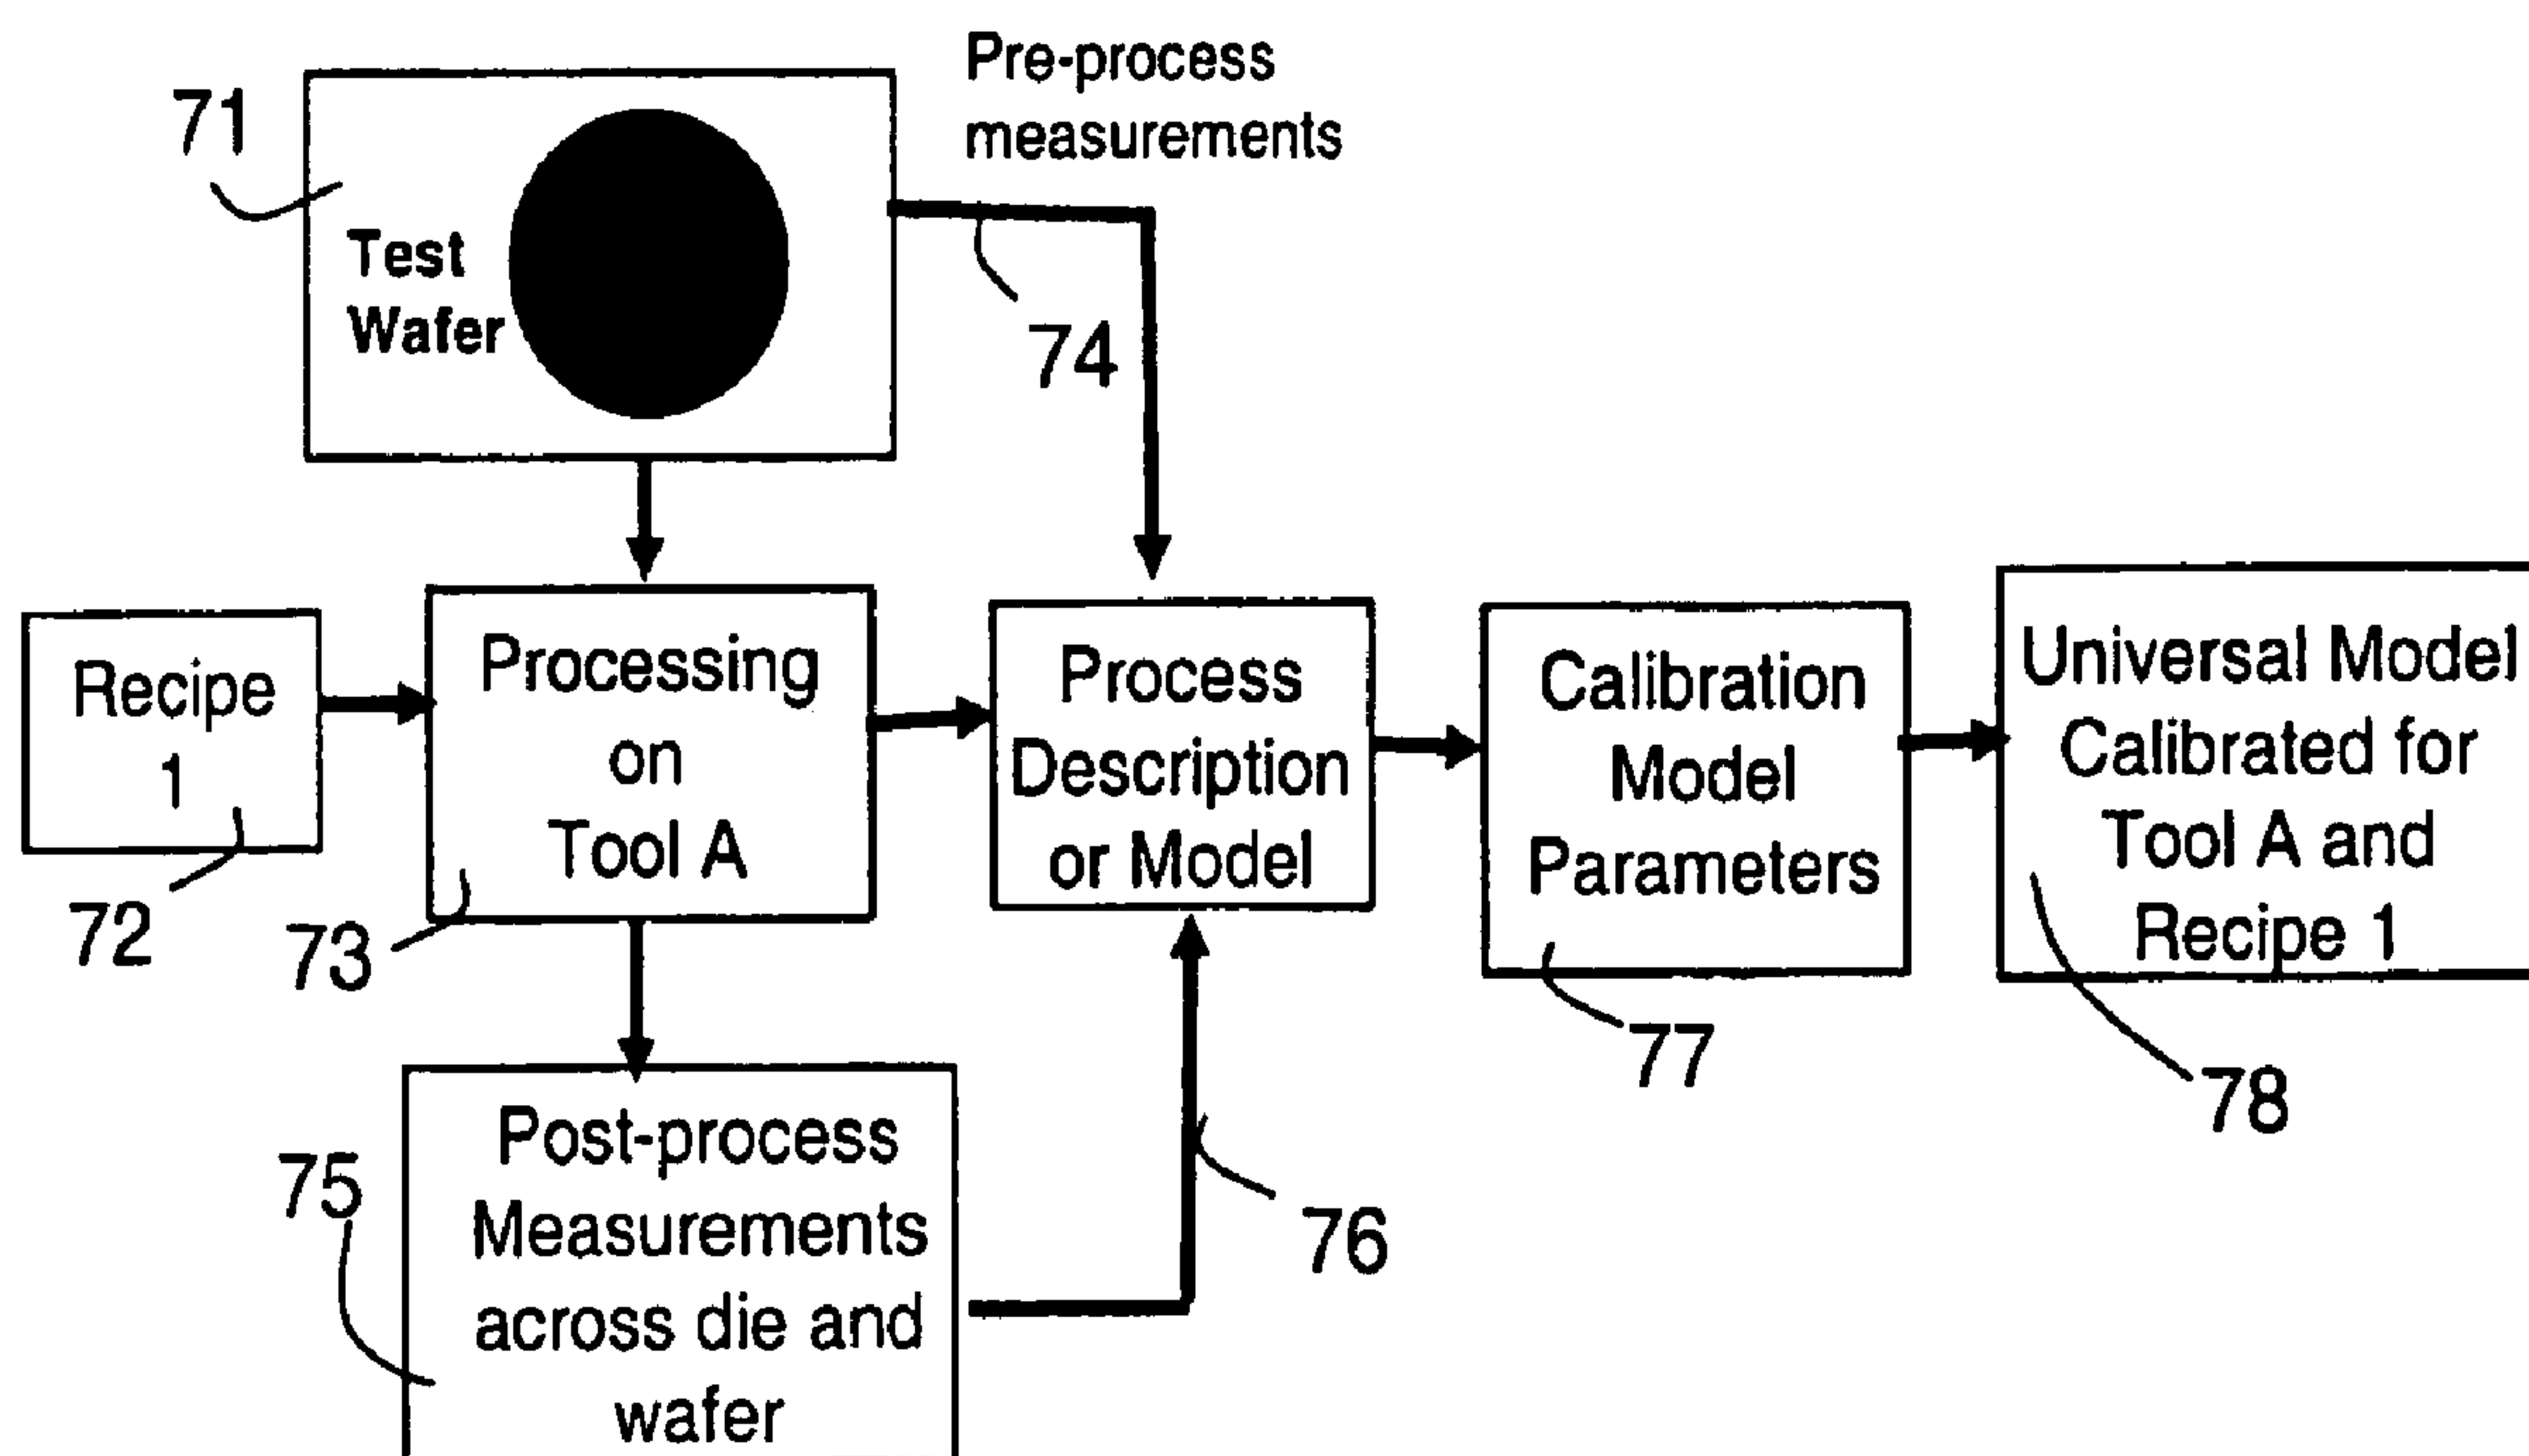 Pre-process
measurements
71
Test
Wafer
74
Recipe
1
72
Processing
on
Tool A
73
Process
Description
or Model
Calibration
Model
Parameters
77
Universal Model
Calibrated for
Tool A and
Recipe 1
78
Post-process
Measurements
across die and
wafer
75
76